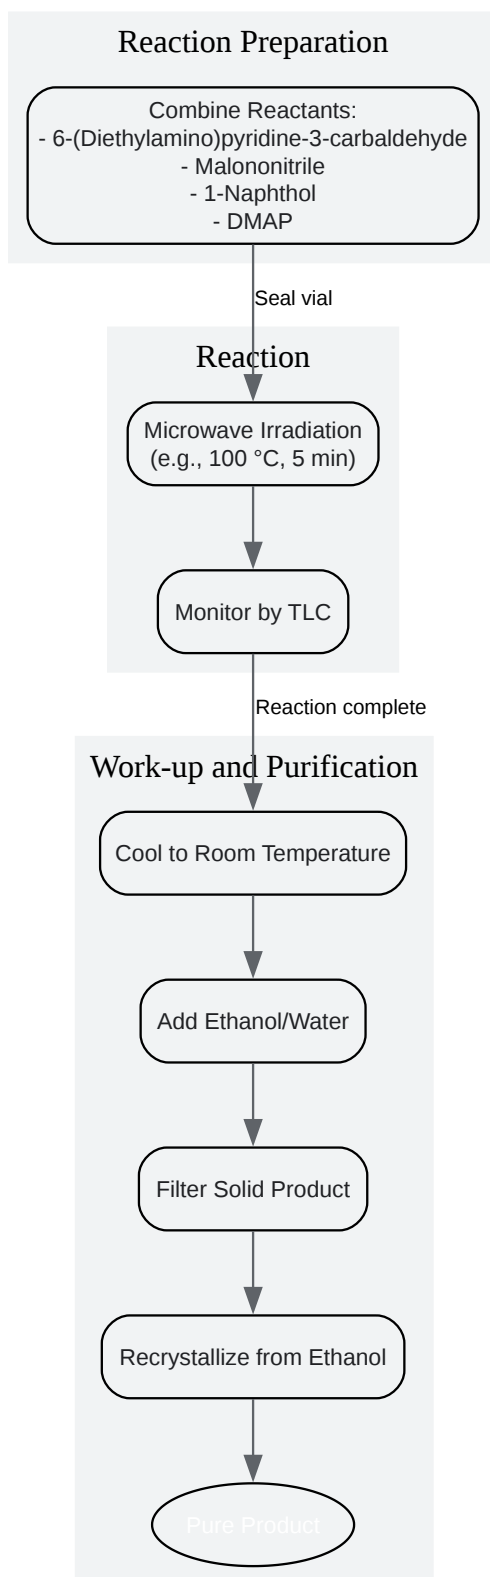 Reaction Preparation
Combine Reactants:
- 6-(Diethylamino)pyridine-3-carbaldehyde
- Malononitrile
- 1-Naphthol
- DMAP
Seal vial
Reaction
Microwave Irradiation
(e.g., 100 °C, 5 min)
Monitor by TLC
Reaction complete
Work-up and Purification
Cool to Room Temperature
Add Ethanol/Water
Filter Solid Product
Recrystallize from Ethanol
Pure Product